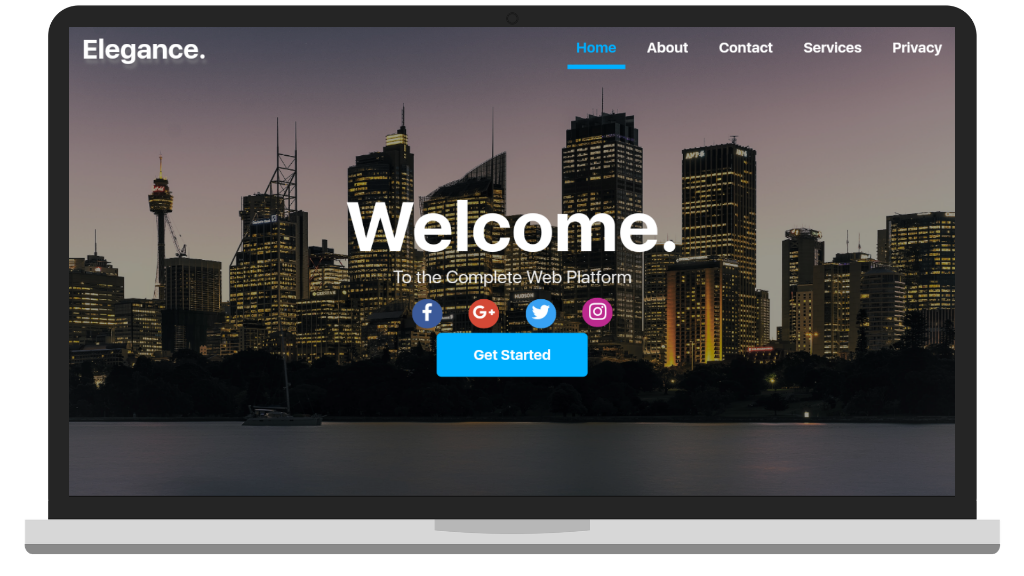 Elegance.
Home About Contact Services Privacy
Welcome.
To the Complete Web Platform
f G+
Get Started